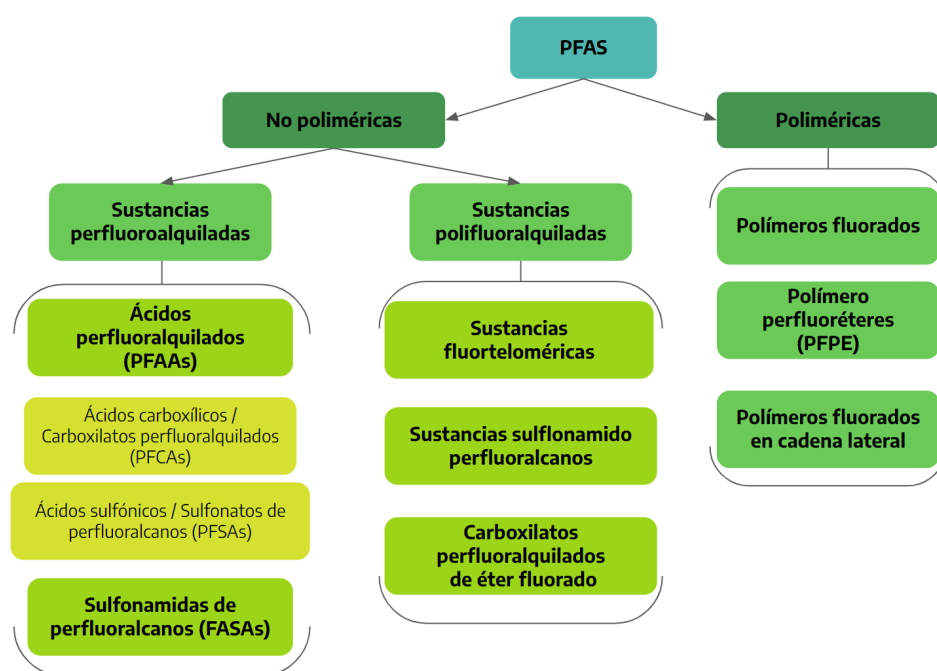 PFAS
No poliméricas
Poliméricas
Sustancias
perfluoroalquiladas
Sustancias
polifluoralquiladas
Polímeros fluorados
Polímero
perfluoréteres
(PFPE)
Polímeros fluorados
en cadena lateral
Ácidos
perfluoralquilados
(PFAAs)
Ácidos carboxílicos /
Carboxilatos perfluoralquilados
(PFCAs)
Ácidos sulfónicos / Sulfonatos de
perfluoralcanos (PFSAs)
Sulfonamidas de
perfluoralcanos (FASAs)
Sustancias
fluorteloméricas
Sustancias sulflonamido
perfluoralcanos
Carboxilatos
perfluoralquilados
de éter fluorado